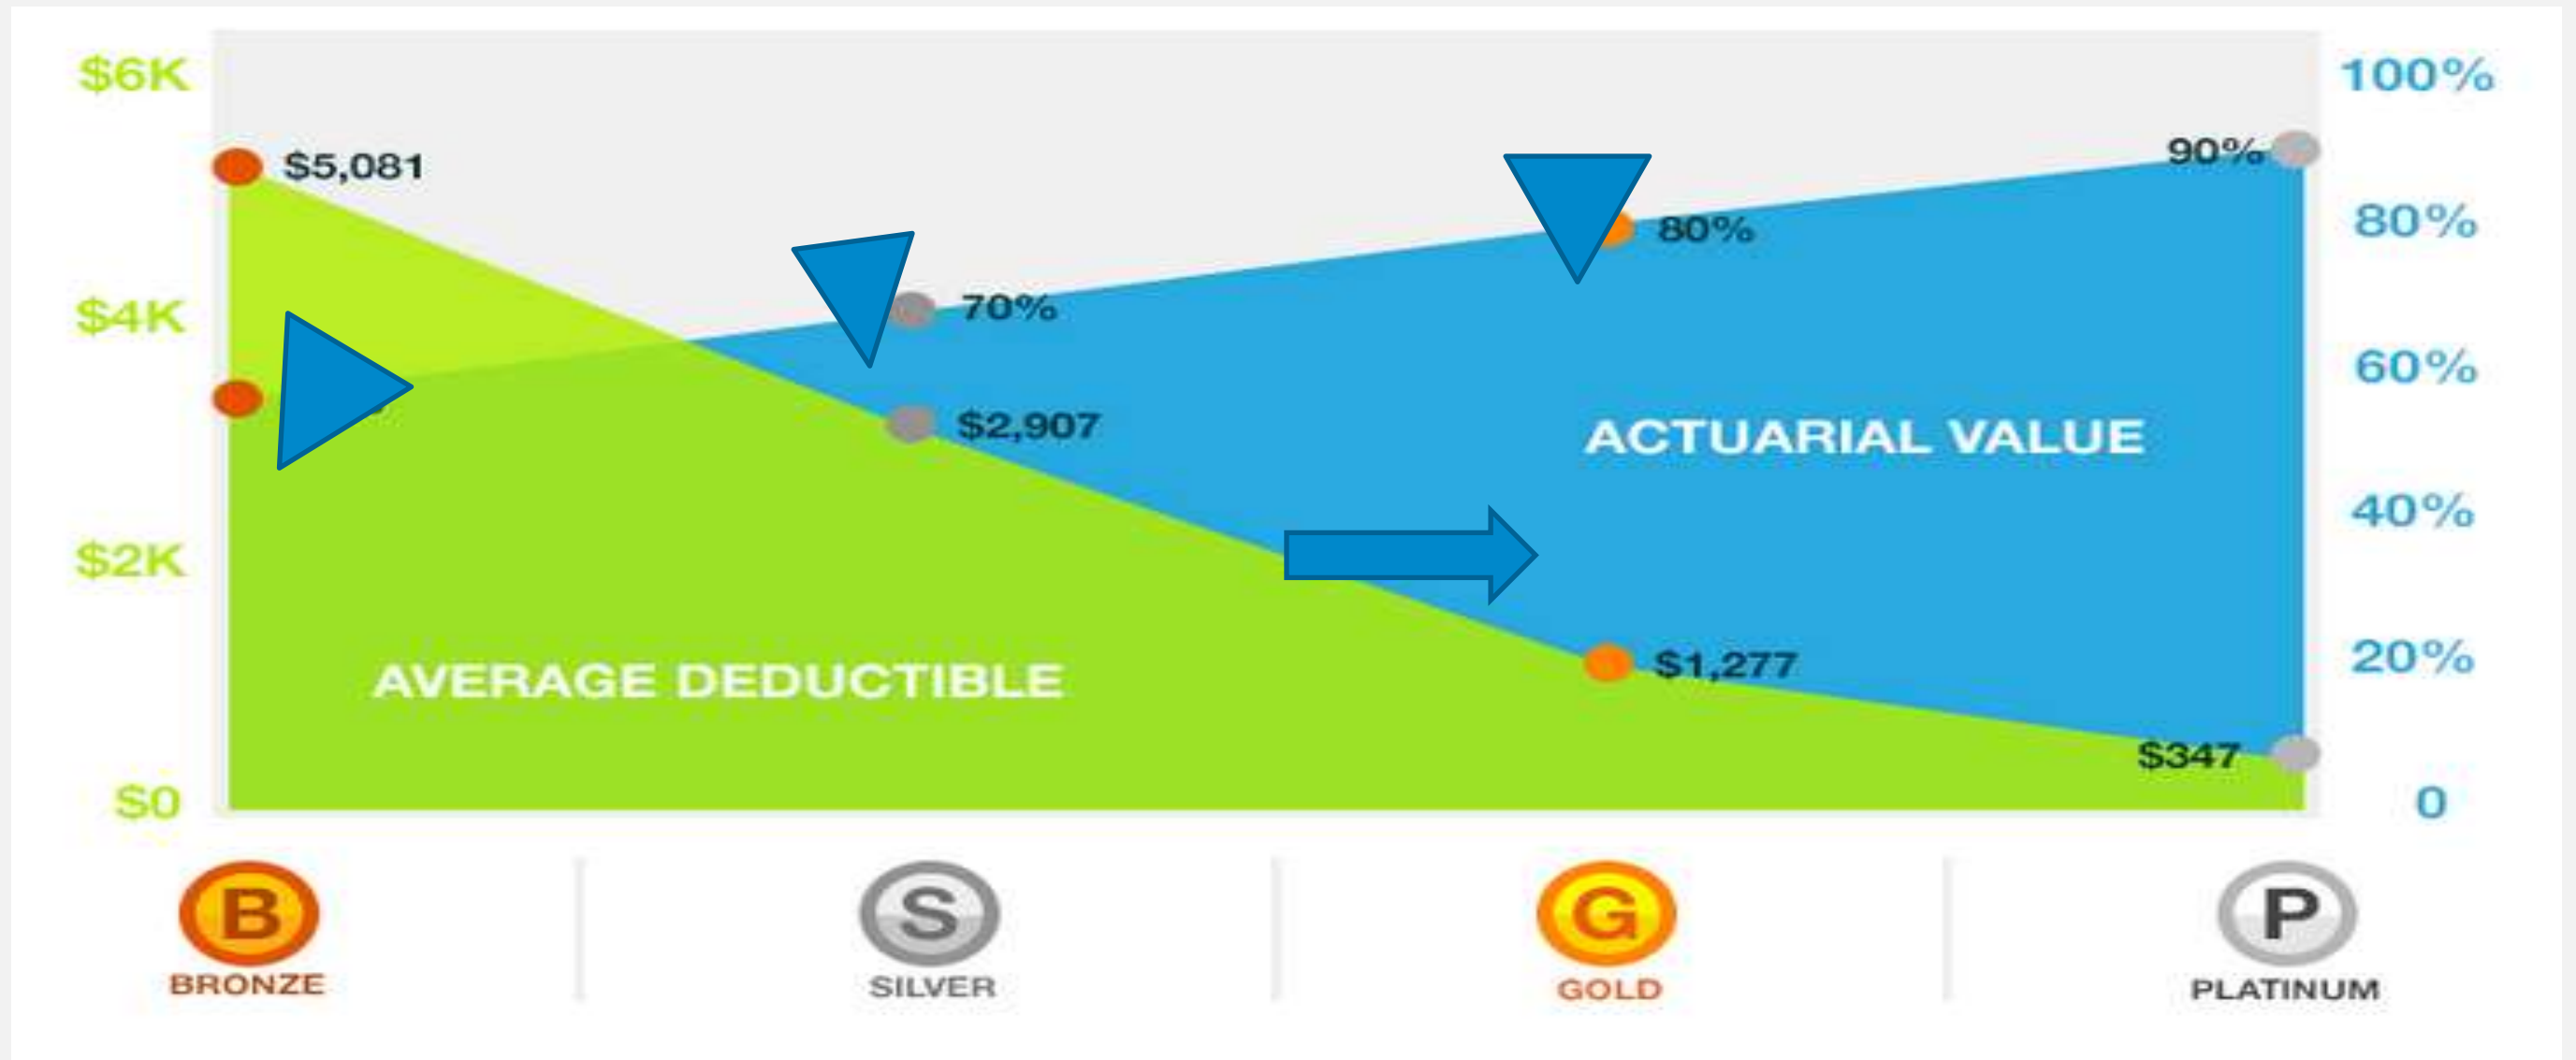 $6K
100%
$5,081
90%
80%
80%
$4K
70%
60%
$2,907
ACTUARIAL VALUE
40%
$2K
20%
$1,277
AVERAGE DEDUCTIBLE
$347
$0
0
B
S
G
P
BRONZE
SILVER
GOLD
PLATINUM